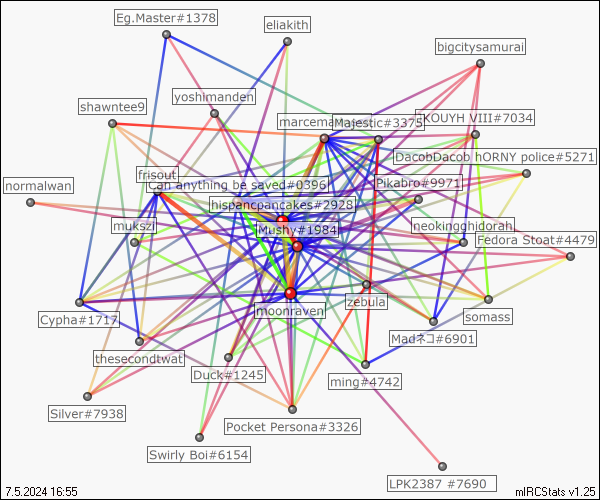 Eg.Master#1378
eliakith
bigcitysamurai
yoshimanden
shawntee9
marcema
Majestic#3375
KOUYH VIII#7034
DacobDacob hORNY police#5271
frisout
Can anything be saved#0396
Pikabro#9971
normalwan
hispancpancakes#2928
mukszi
Mushy#1984
neokingghidorah
Fedora Stoat#4479
zebula
moonraven
somass
Cypha#1717
Madネコ#6901
thesecondtwat
Duck#1245
ming#4742
Silver#7938
Pocket Persona#3326
Swirly Boi#6154
LPK2387 #7690
7.5.2024 16:55
mIRCStats v1.25